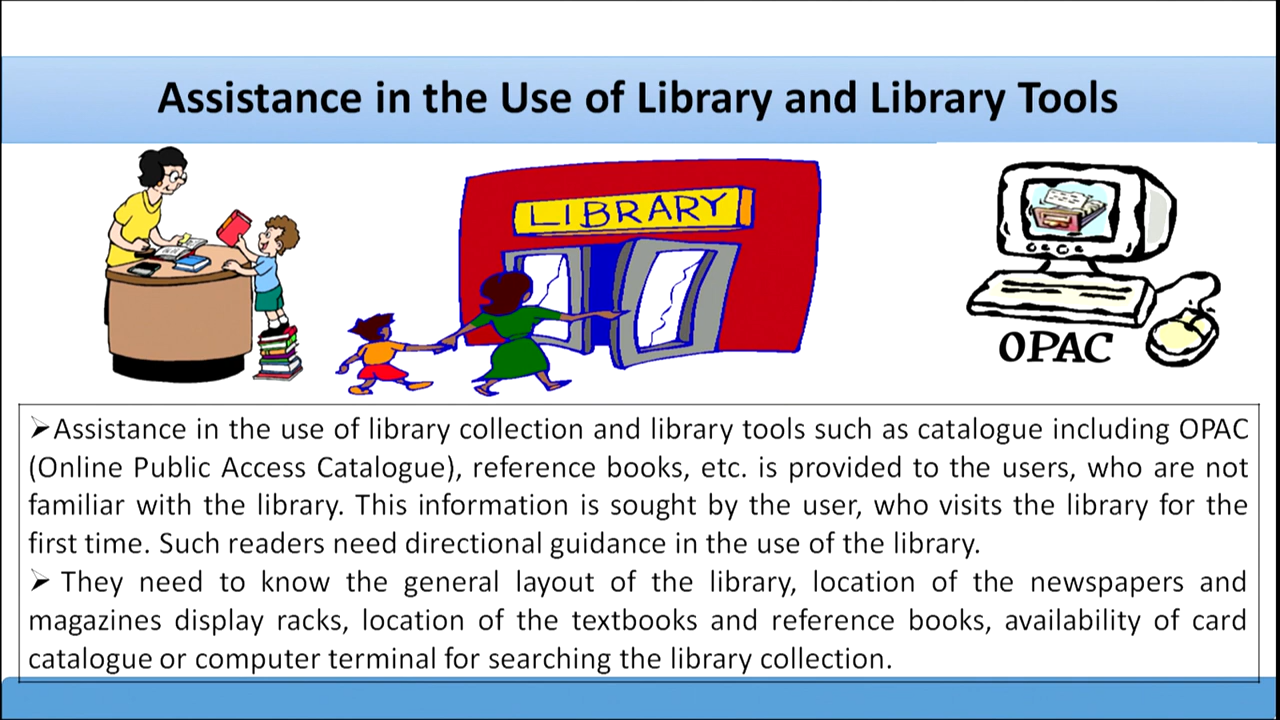 Assistance in the Use of Library and Library Tools
LIBRARY
OPAC
➢Assistance in the use of library collection and library tools such as catalogue including OPAC
(Online Public Access Catalogue), reference books, etc. is provided to the users, who are not
familiar with the library. This information is sought by the user, who visits the library for the
first time. Such readers need directional guidance in the use of the library.
➢ They need to know the general layout of the library, location of the newspapers and
magazines display racks, location of the textbooks and reference books, availability of card
catalogue or computer terminal for searching the library collection.